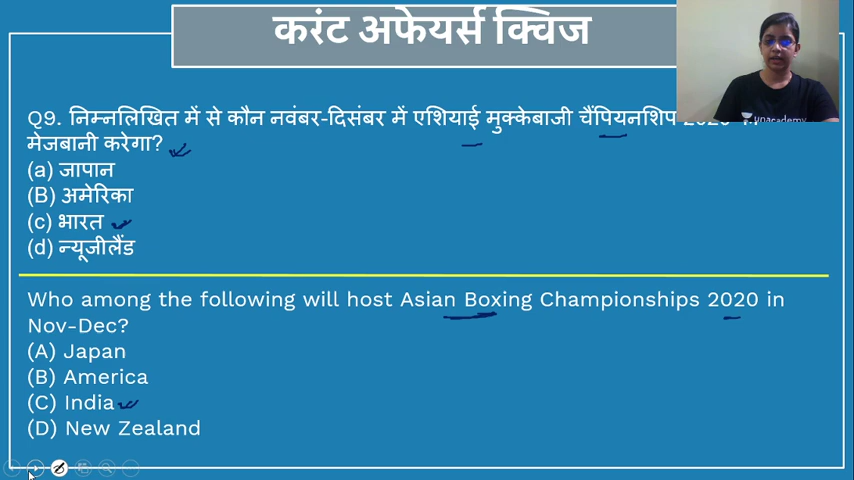 करंट अफेयर्स क्विज
Q9. निम्नलिखित में से कौन नवंबर-दिसंबर में एशियाई मुक्केबाजी चैंपियनशिप 2020
मेजबानी करेगा?
(a) जापान
(B) अमेरिका
(c) भारत
(d) न्यूजीलैंड
Who among the following will host Asian Boxing Championships 2020 in
Nov-Dec?
(A) Japan
(B) America
(C) India
(D) New Zealand
unacademy